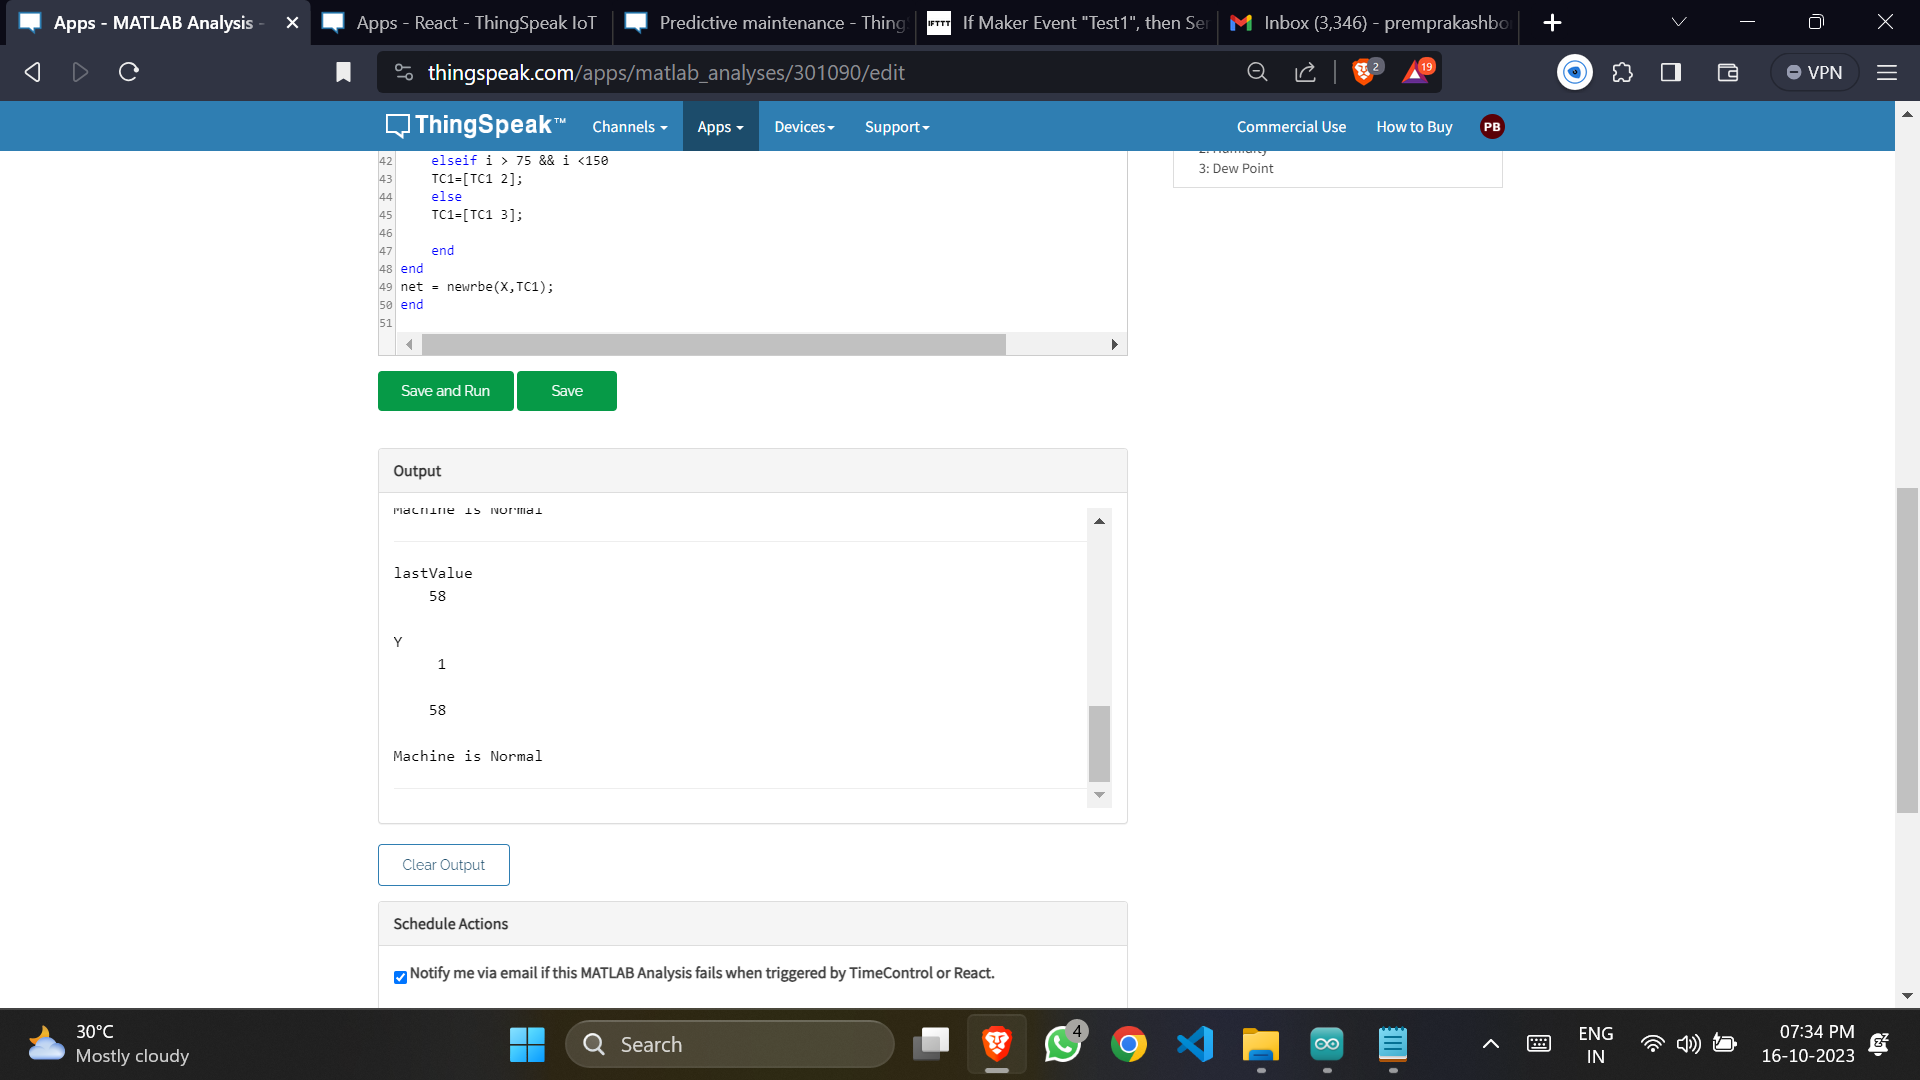 Apps - MATLAB Analysis -
Apps - React - ThingSpeak IoT
Predictive maintenance - Thing
IFTTT
If Maker Event "Test1", then Se
Inbox (3,346) - premprakashbo
thingspeak.com/apps/matlab_analyses/301090/edit
2
19
VPN
ThingSpeak™
Channels
Apps
Devices
Support
Commercial Use
How to Buy
PB
42 elseif i > 75 && i <150
43 TC1=[TC1 2];
44 else
45 TC1=[TC1 3];
46
47 end
48 end
49 net = newrbe(X,TC1);
50 end
51
2: Humidity
3: Dew Point
Save and Run
Save
Output
Machine is Normal
lastValue
58
Y
1
58
Machine is Normal
Clear Output
Schedule Actions
Notify me via email if this MATLAB Analysis fails when triggered by TimeControl or React.
30°C
Mostly cloudy
Search
4
ENG
IN
07:34 PM
16-10-2023